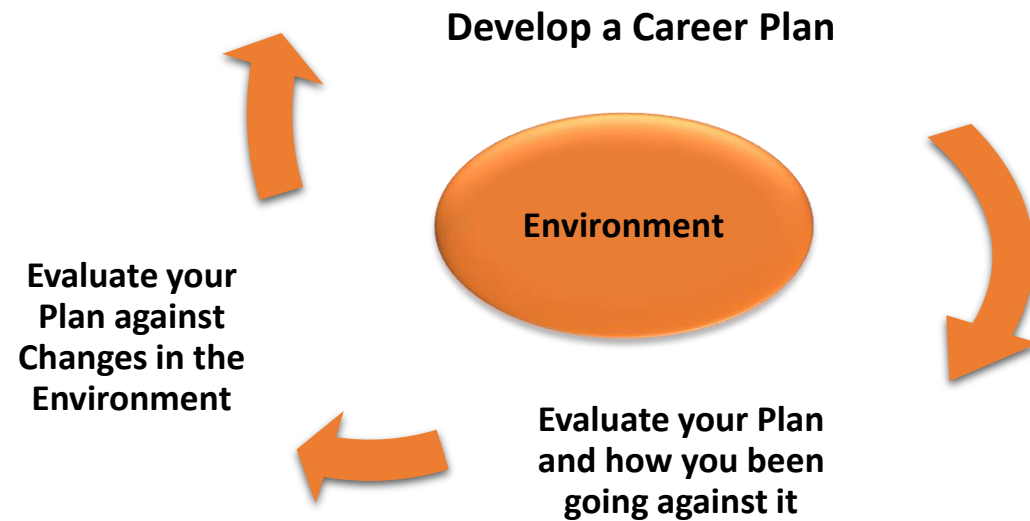 Develop a Career Plan
Environment
Evaluate your Plan
and how you been
going against it
Evaluate your
Plan against
Changes in the
Environment